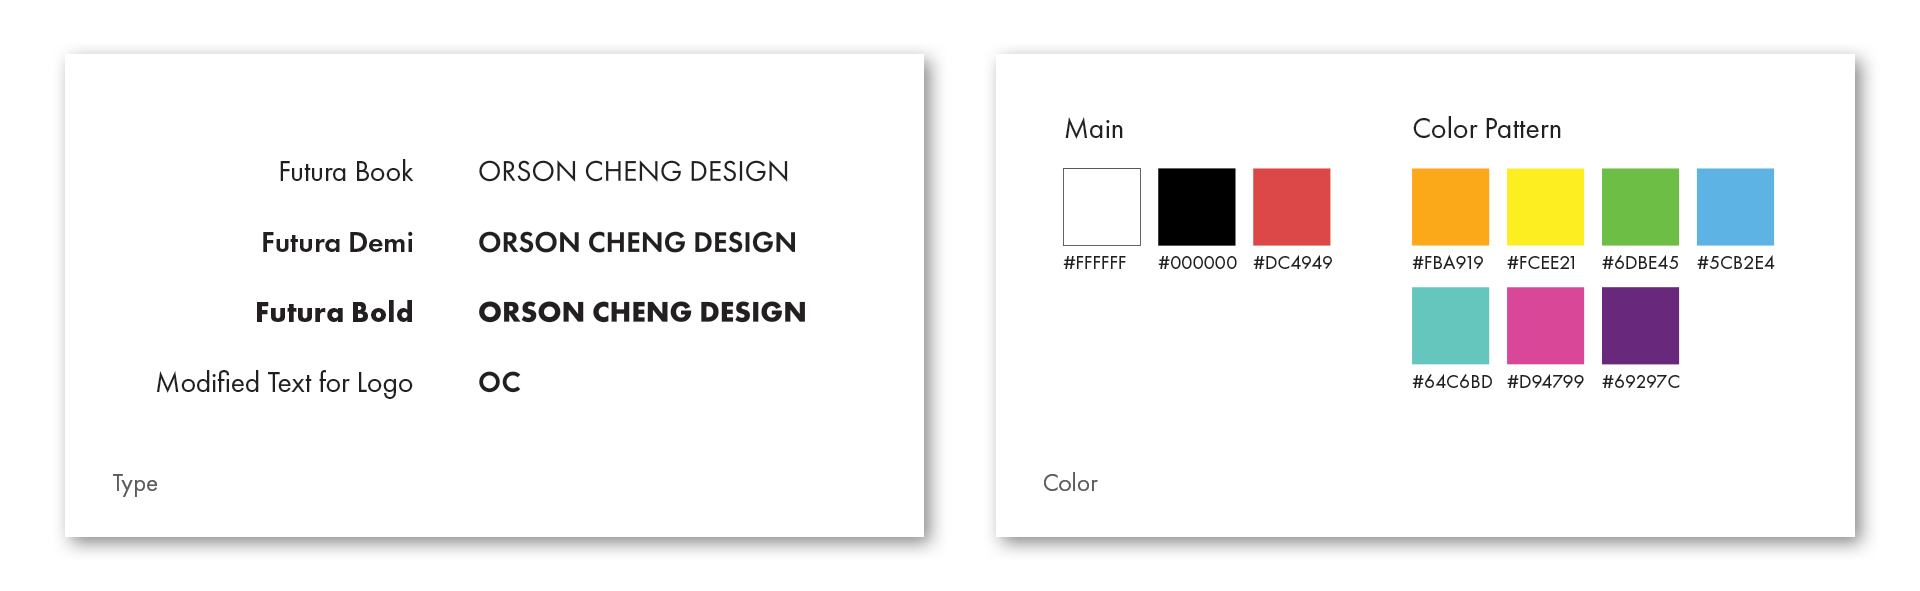 Futura Book ORSON CHENG DESIGN
Futura Demi ORSON CHENG DESIGN
Futura Bold ORSON CHENG DESIGN
Modified Text for Logo OC
Type
Main
#FFFFFF #000000 #DC4949
Color Pattern
#FBA919 #FCEE21 #6DBE45 #5CB2E4
#64C6BD #D94799 #69297C
Color